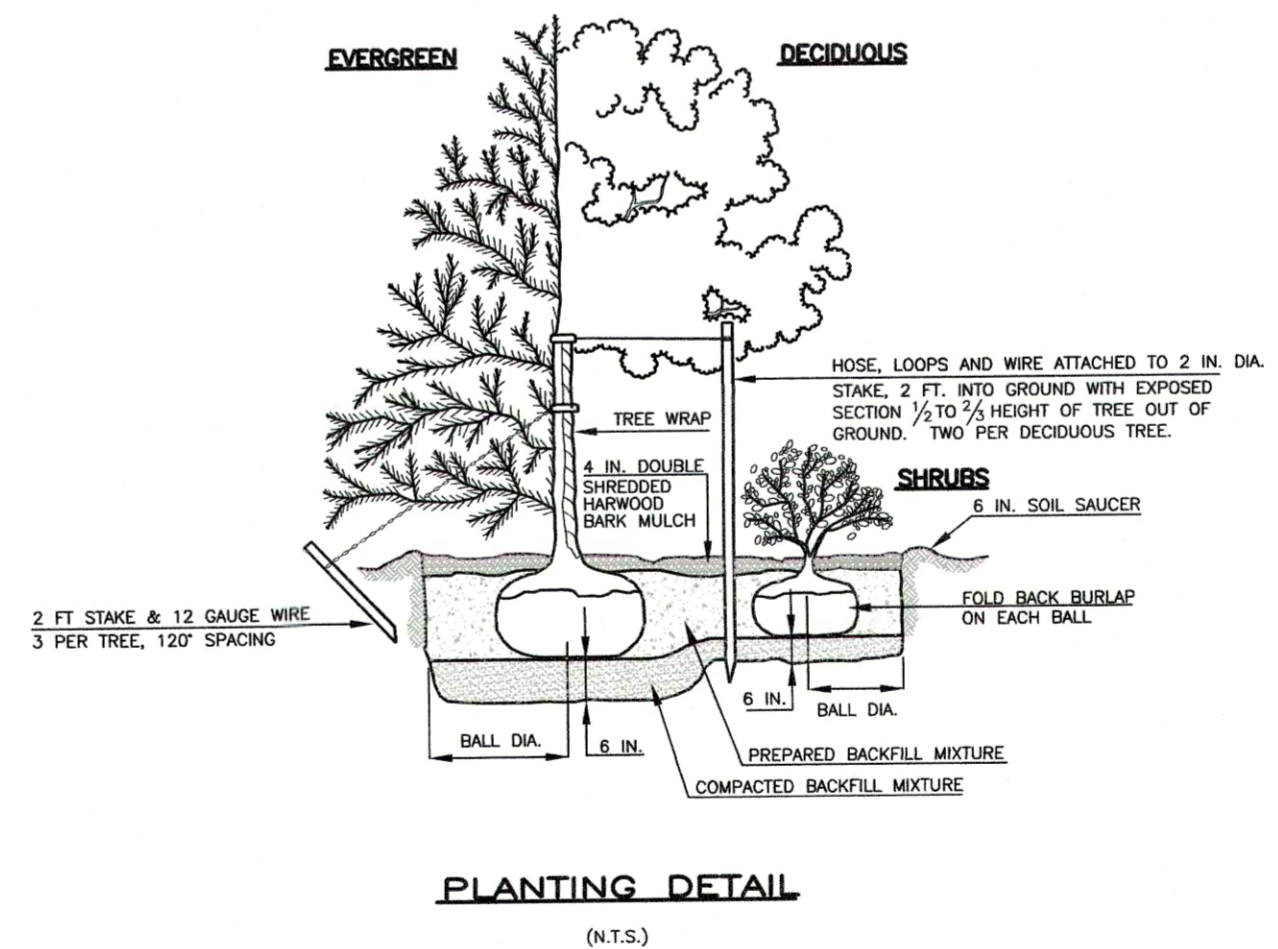 EVERGREEN
DECIDUOUS
HOSE, LOOPS AND WIRE ATTACHED TO 2 IN. DIA.
STAKE, 2 FT. INTO GROUND WITH EXPOSED
SECTION 1/2 TO 2/3 HEIGHT OF TREE OUT OF
GROUND. TWO PER DECIDUOUS TREE.
TREE WRAP
4 IN. DOUBLE
SHREDDED
HARWOOD
BARK MULCH
SHRUBS
6 IN. SOIL SAUCER
2 FT STAKE & 12 GAUGE WIRE
3 PER TREE, 120° SPACING
FOLD BACK BURLAP
ON EACH BALL
6 IN.
BALL DIA.
BALL DIA.
6 IN.
PREPARED BACKFILL MIXTURE
COMPACTED BACKFILL MIXTURE
PLANTING DETAIL
(N.T.S.)